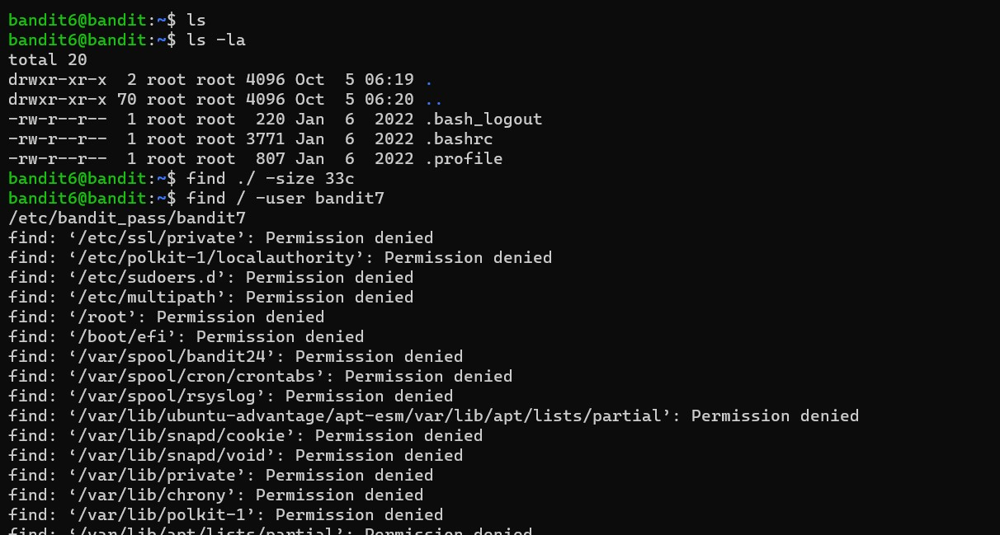 bandit6@bandit:~$ ls
bandit6@bandit:~$ ls -la
total 20
drwxr-xr-x  2 root root 4096 Oct  5 06:19 .
drwxr-xr-x 70 root root 4096 Oct  5 06:20 ..
-rw-r--r--  1 root root  220 Jan  6  2022 .bash_logout
-rw-r--r--  1 root root 3771 Jan  6  2022 .bashrc
-rw-r--r--  1 root root  807 Jan  6  2022 .profile
bandit6@bandit:~$ find ./ -size 33c
bandit6@bandit:~$ find / -user bandit7
/etc/bandit_pass/bandit7
find: ‘/etc/ssl/private’: Permission denied
find: ‘/etc/polkit-1/localauthority’: Permission denied
find: ‘/etc/sudoers.d’: Permission denied
find: ‘/etc/multipath’: Permission denied
find: ‘/root’: Permission denied
find: ‘/boot/efi’: Permission denied
find: ‘/var/spool/bandit24’: Permission denied
find: ‘/var/spool/cron/crontabs’: Permission denied
find: ‘/var/spool/rsyslog’: Permission denied
find: ‘/var/lib/ubuntu-advantage/apt-esm/var/lib/apt/lists/partial’: Permission denied
find: ‘/var/lib/snapd/cookie’: Permission denied
find: ‘/var/lib/snapd/void’: Permission denied
find: ‘/var/lib/private’: Permission denied
find: ‘/var/lib/chrony’: Permission denied
find: ‘/var/lib/polkit-1’: Permission denied
find: ‘/var/lib/apt/lists/partial’: Permission denied